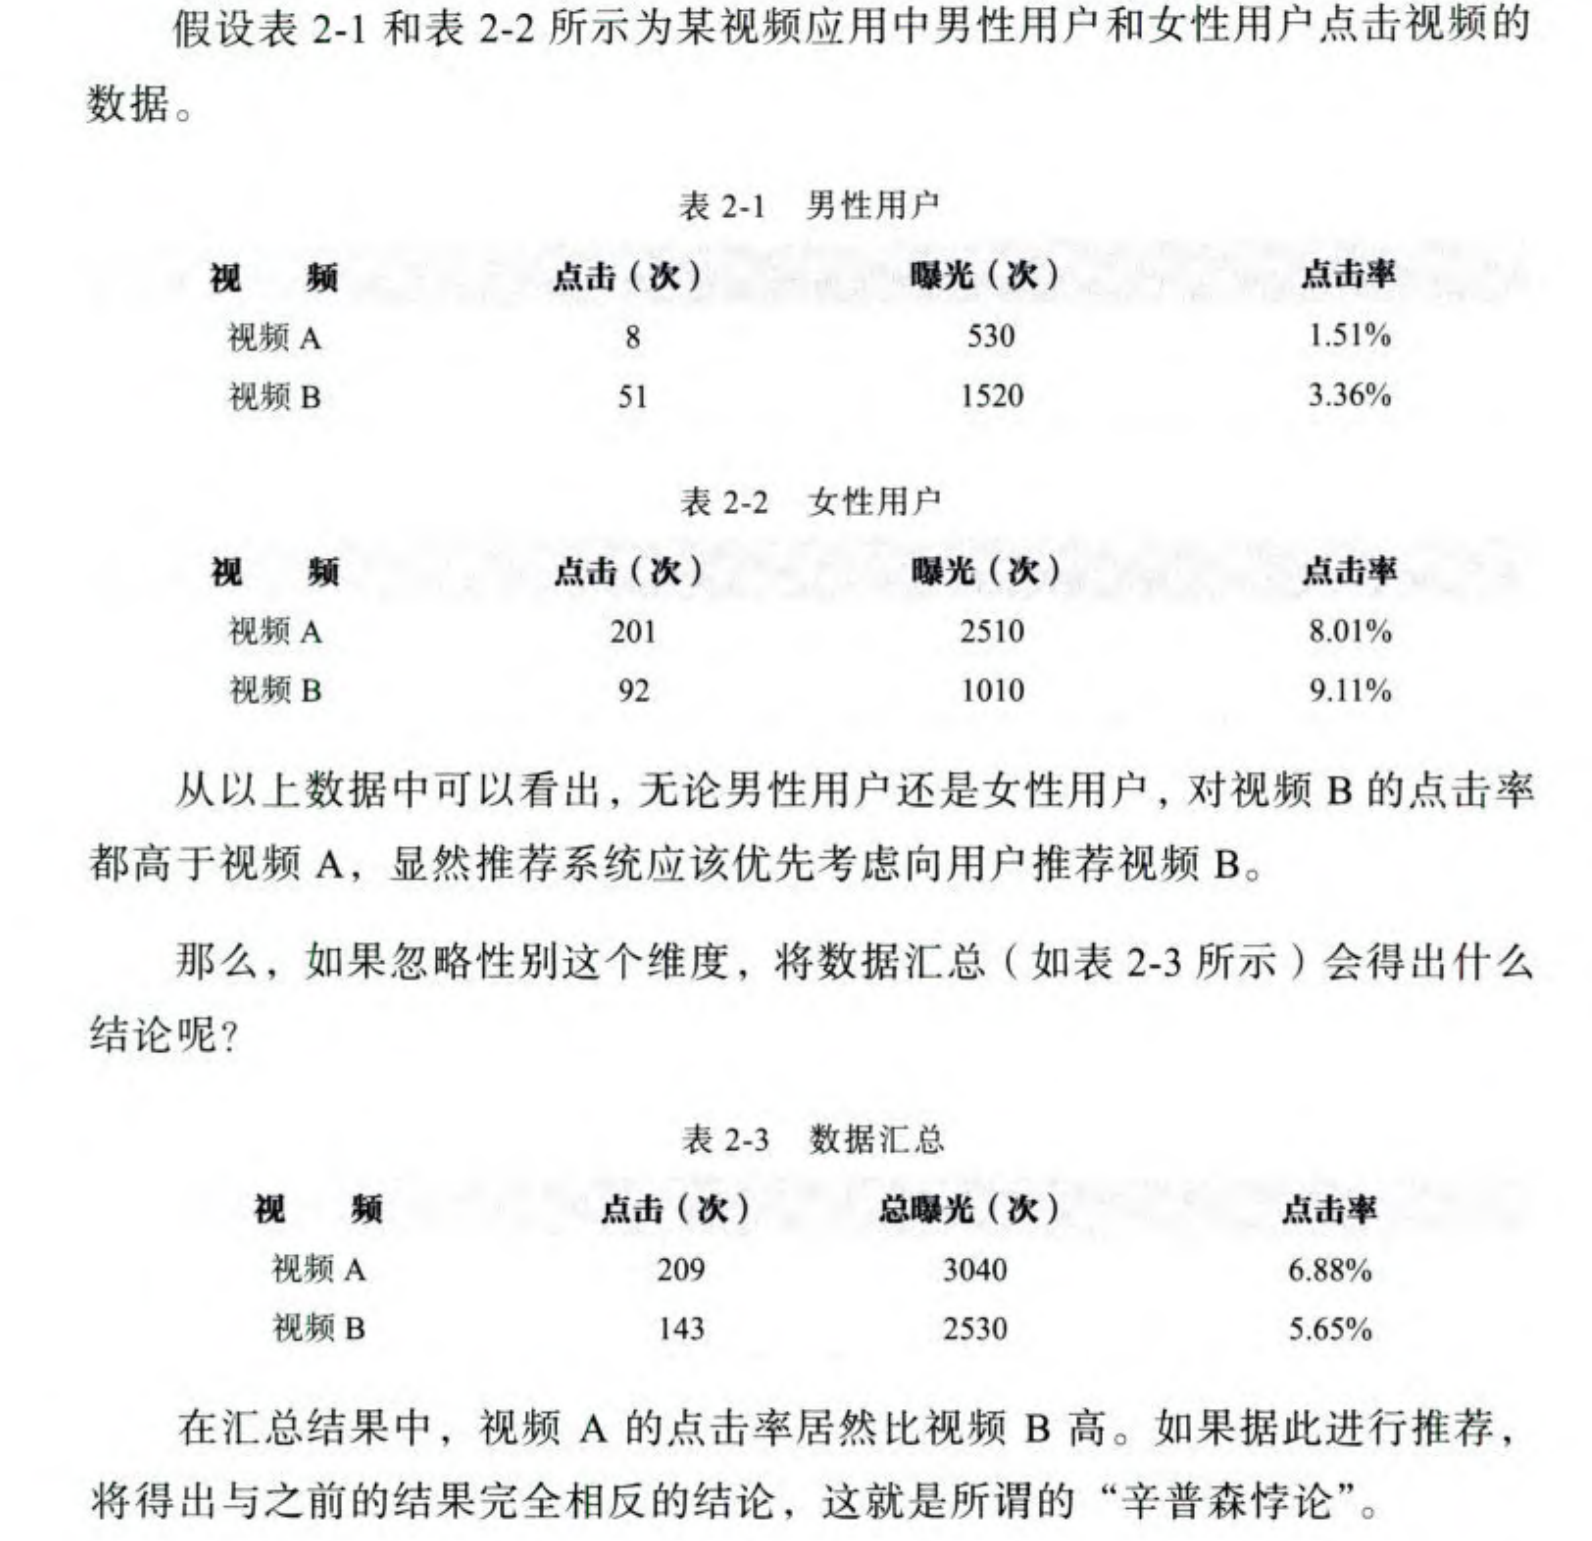 假设表 2-1 和表 2-2 所示为某视频应用中男性用户和女性用户点击视频的
数据。
表 2-1 男性用户
视 频 点击（次） 曝光（次） 点击率
视频 A 8 530 1.51%
视频 B 51 1520 3.36%
表 2-2 女性用户
视 频 点击（次） 曝光（次） 点击率
视频 A 201 2510 8.01%
视频 B 92 1010 9.11%
从以上数据中可以看出，无论男性用户还是女性用户，对视频 B 的点击率
都高于视频 A，显然推荐系统应该优先考虑向用户推荐视频 B。
那么，如果忽略性别这个维度，将数据汇总（如表 2-3 所示）会得出什么
结论呢？
表 2-3 数据汇总
视 频 点击（次） 总曝光（次） 点击率
视频 A 209 3040 6.88%
视频 B 143 2530 5.65%
在汇总结果中，视频 A 的点击率居然比视频 B 高。如果据此进行推荐，
将得出与之前的结果完全相反的结论，这就是所谓的“辛普森悖论”。